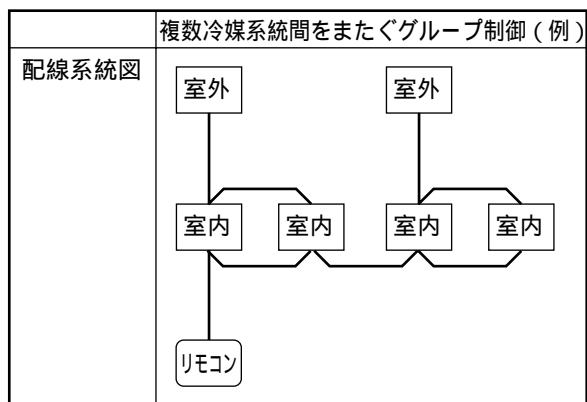 複数冷媒系統間をまたぐグループ制御(例)
配線系統図
室外 室外
室内 室内 室内 室内
リモコン